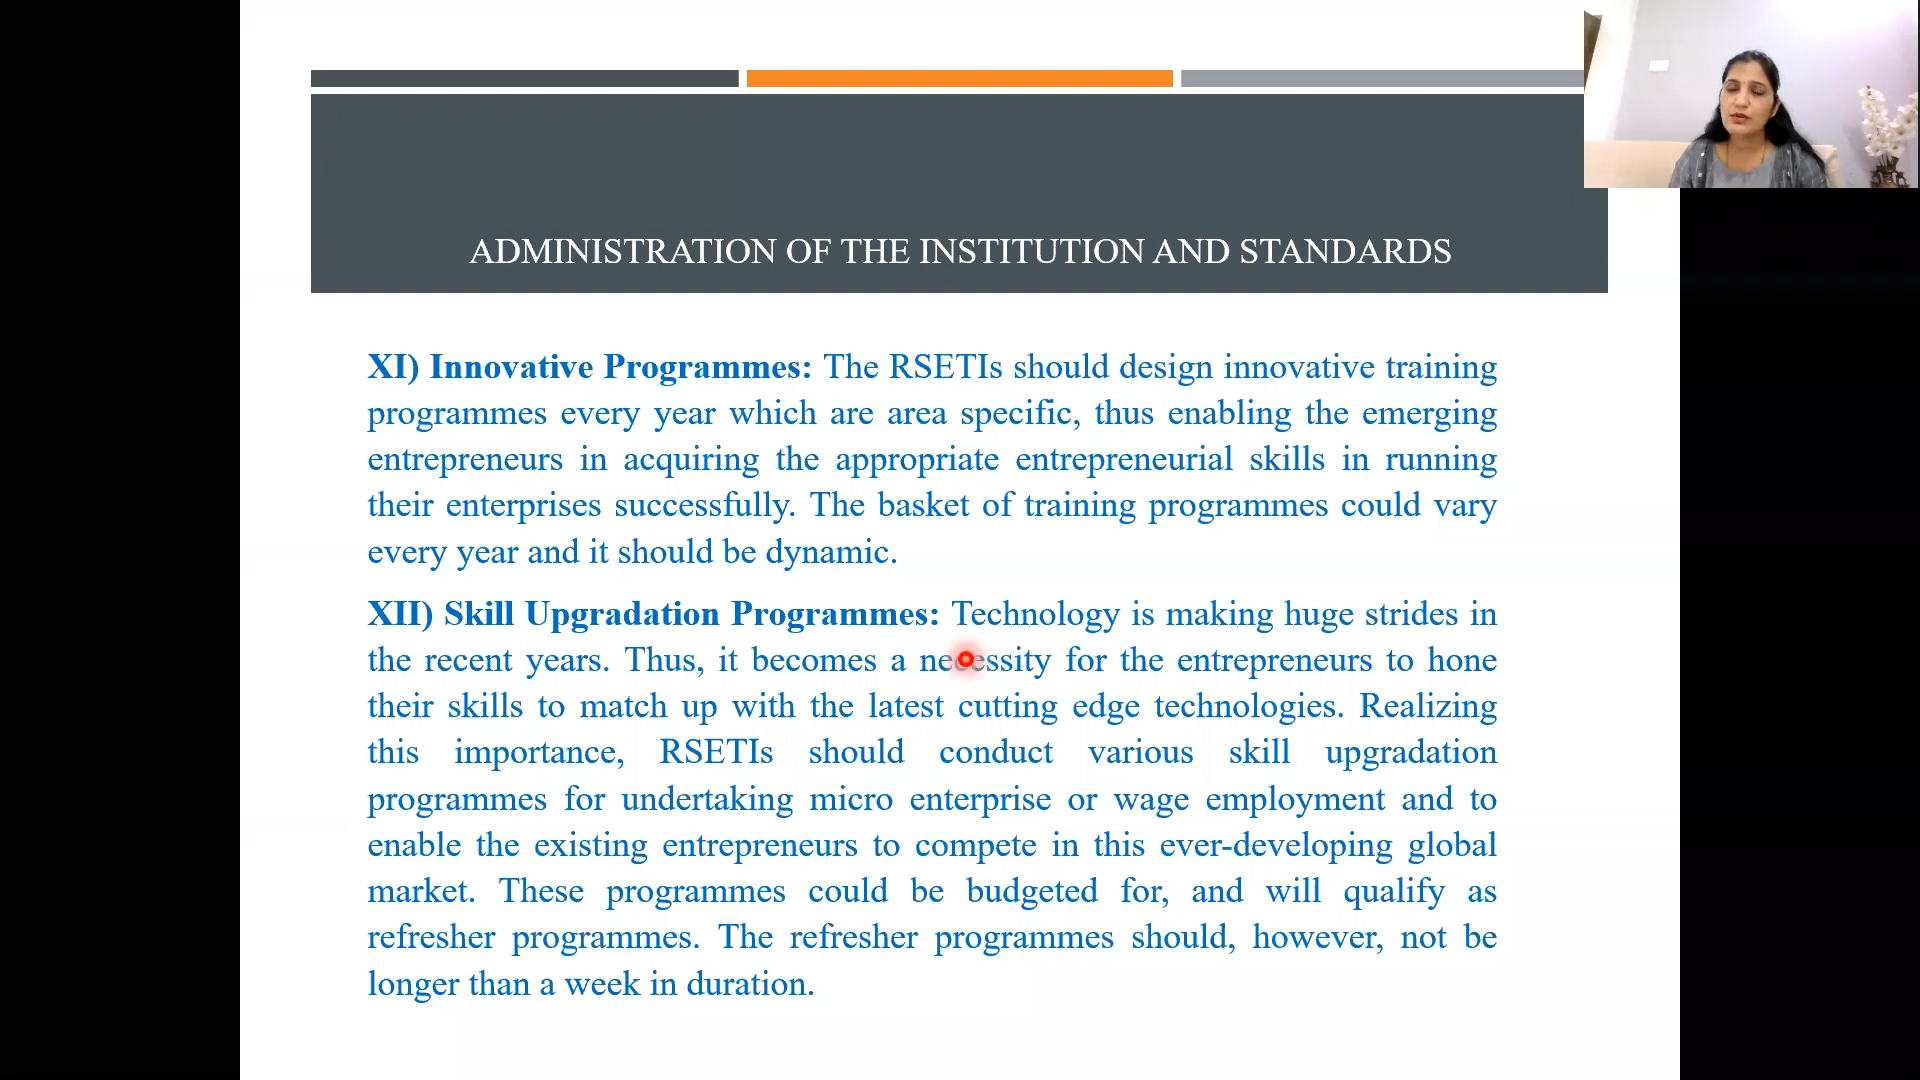 ADMINISTRATION OF THE INSTITUTION AND STANDARDS
XI) Innovative Programmes: The RSETIs should design innovative training
programmes every year which are area specific, thus enabling the emerging
entrepreneurs in acquiring the appropriate entrepreneurial skills in running
their enterprises successfully. The basket of training programmes could vary
every year and it should be dynamic.
XII) Skill Upgradation Programmes: Technology is making huge strides in
the recent years. Thus, it becomes a necessity for the entrepreneurs to hone
their skills to match up with the latest cutting edge technologies. Realizing
this importance, RSETIs should conduct various skill upgradation
programmes for undertaking micro enterprise or wage employment and to
enable the existing entrepreneurs to compete in this ever-developing global
market. These programmes could be budgeted for, and will qualify as
refresher programmes. The refresher programmes should, however, not be
longer than a week in duration.